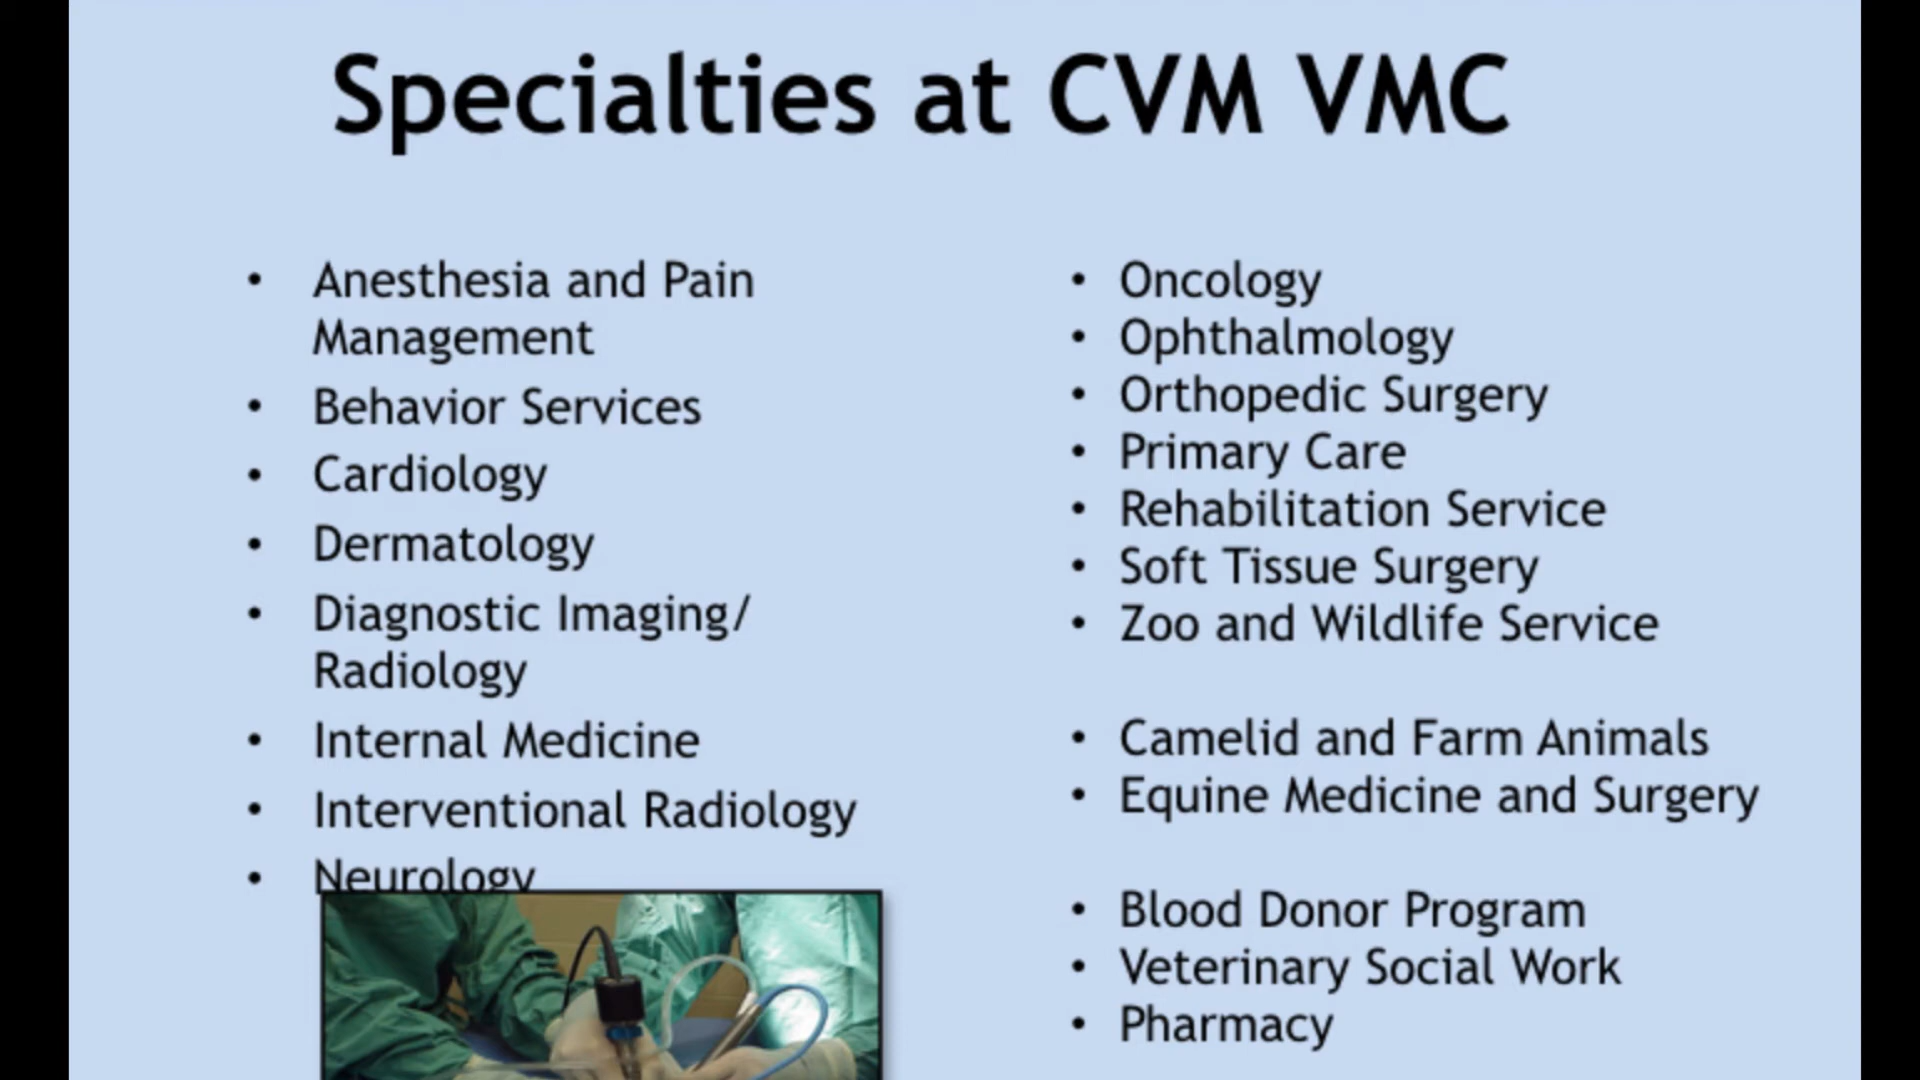 Specialties at CVM VMC
• Anesthesia and Pain
Management
• Behavior Services
• Cardiology
• Dermatology
• Diagnostic Imaging/
Radiology
• Internal Medicine
• Interventional Radiology
• Neurology
• Oncology
• Ophthalmology
• Orthopedic Surgery
• Primary Care
• Rehabilitation Service
• Soft Tissue Surgery
• Zoo and Wildlife Service
• Camelid and Farm Animals
• Equine Medicine and Surgery
• Blood Donor Program
• Veterinary Social Work
• Pharmacy